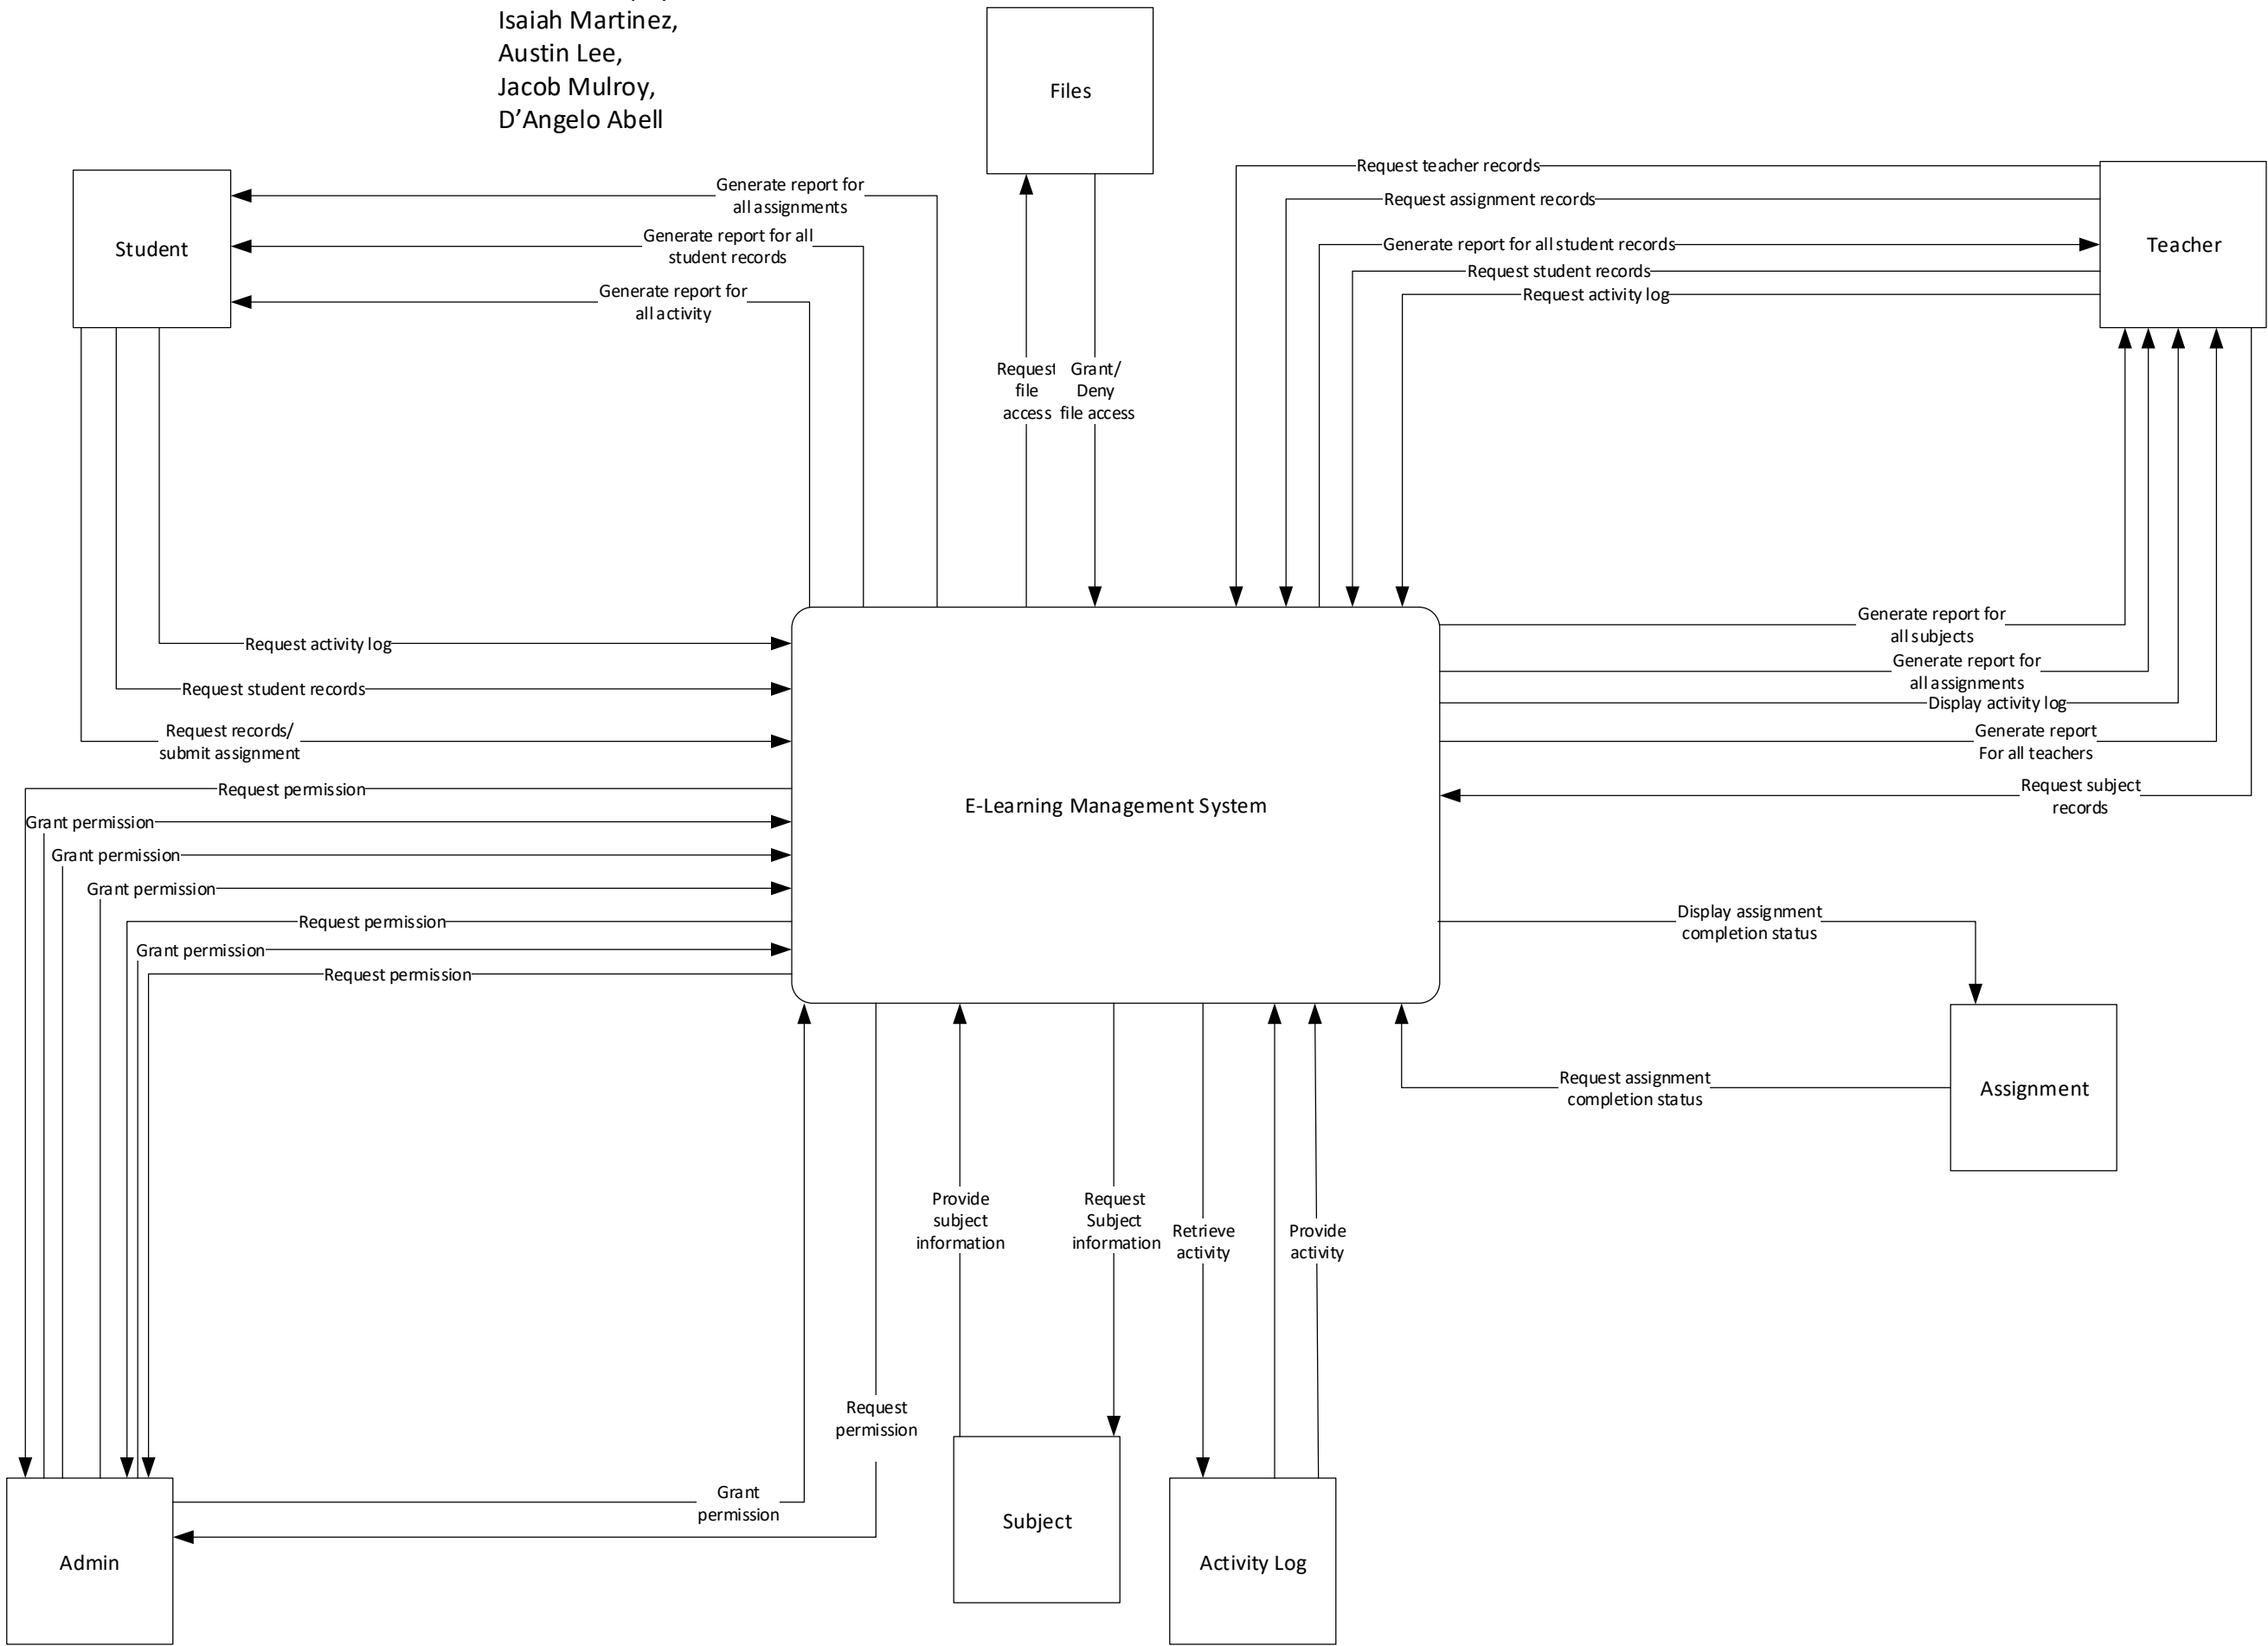 Isaiah Martinez,
Austin Lee,
Jacob Mulroy,
D’Angelo Abell
Files
Student
Teacher
Generate report for
all assignments
Generate report for all
student records
Generate report for
all activity
Request
file
access
Grant/
Deny
file access
Request teacher records
Request assignment records
Generate report for all student records
Request student records
Request activity log
Request activity log
Request student records
Request records/
submit assignment
Request permission
Grant permission
Grant permission
Grant permission
Request permission
Grant permission
Request permission
E-Learning Management System
Generate report for
all subjects
Generate report for
all assignments
Display activity log
Generate report
For all teachers
Request subject
records
Display assignment
completion status
Request assignment
completion status
Assignment
Provide
subject
information
Request
Subject
information
Retrieve
activity
Provide
activity
Request
permission
Grant
permission
Admin
Subject
Activity Log